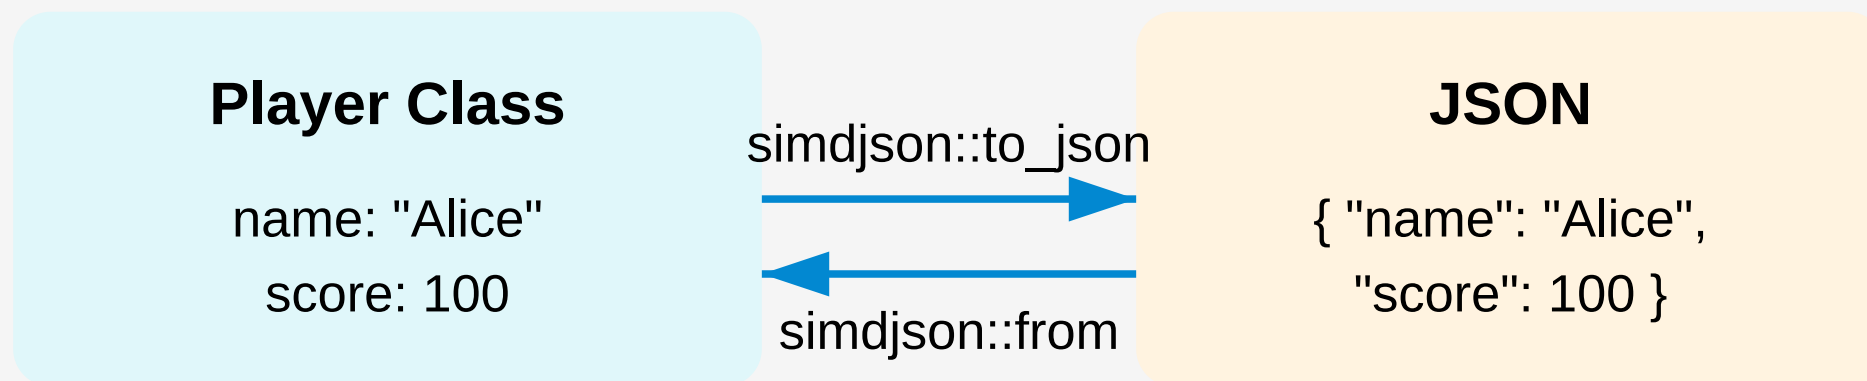 Player Class
name: "Alice"
score: 100
simdjson::to_json
simdjson::from
JSON
{ "name": "Alice",
"score": 100 }